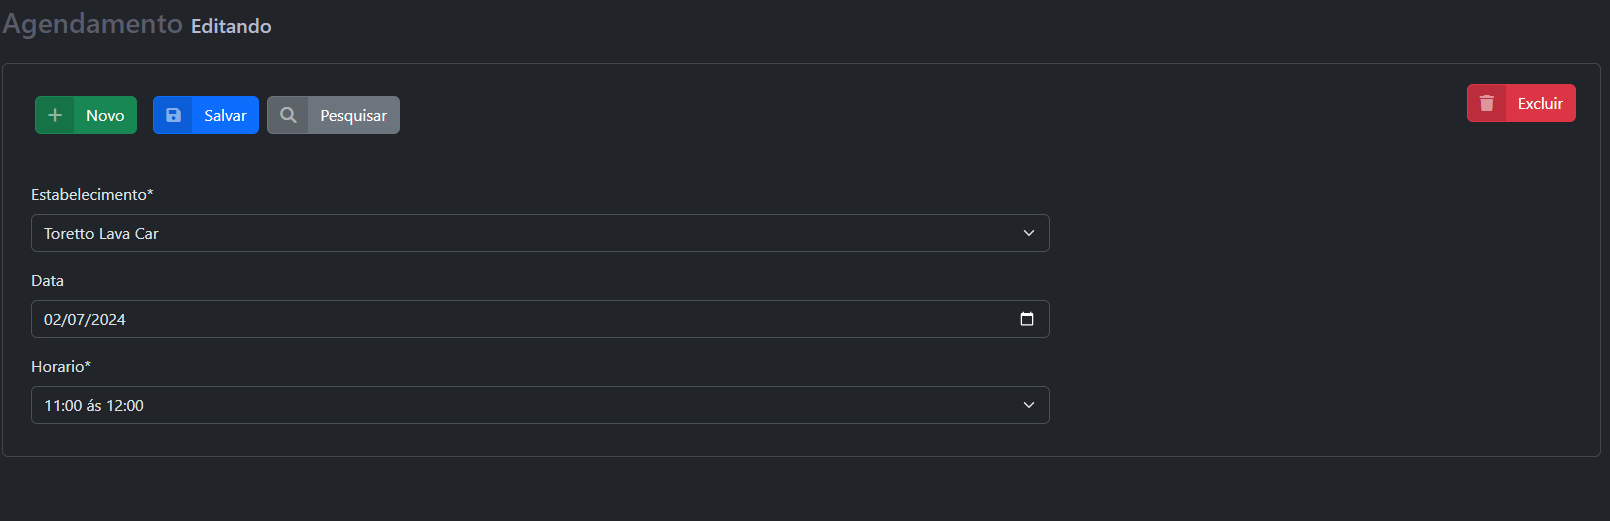 Agendamento Editando
Novo Salvar Pesquisar Excluir
Estabelecimento*
Toretto Lava Car
Data
02/07/2024
Horario*
11:00 ás 12:00